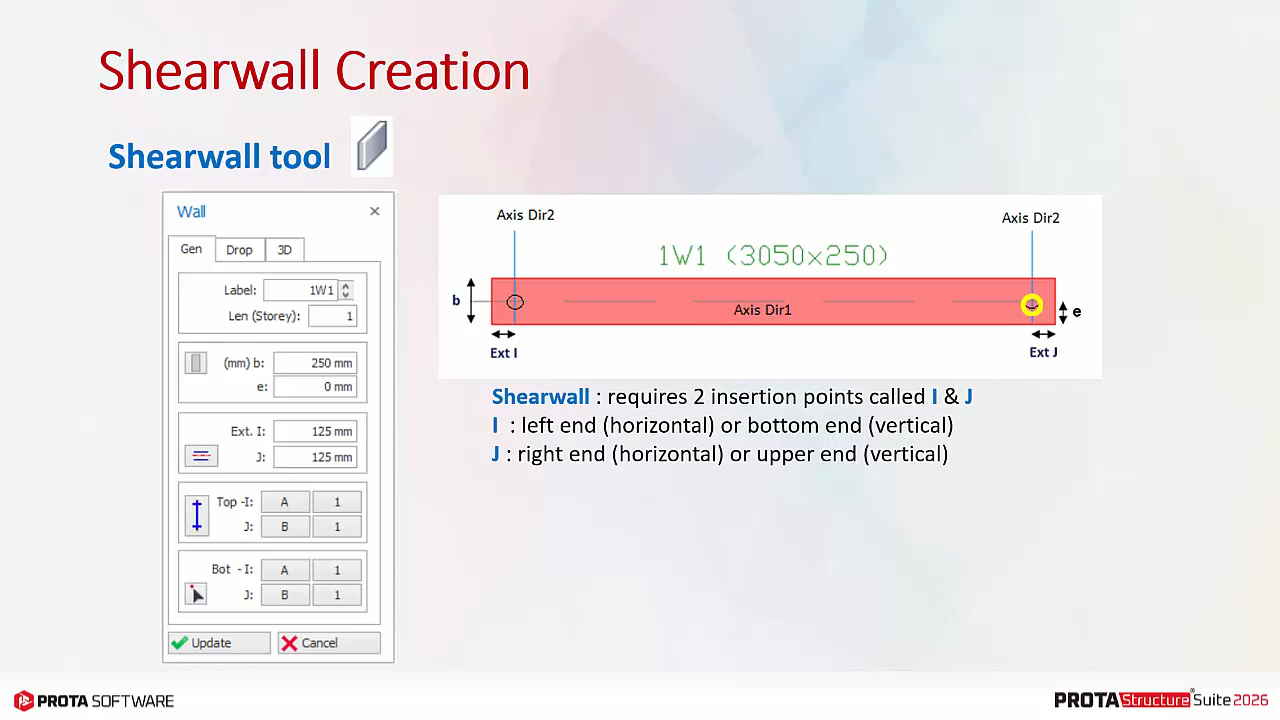 Shearwall Creation
Shearwall tool
Wall
Gen Drop 3D
Label: 1W1
Len (Storey): 1
(mm) b: 250 mm
e: 0 mm
Ext. I: 125 mm
J: 125 mm
Top -I: A 1
J: B 1
Bot - I: A 1
J: B 1
Update Cancel
Axis Dir2 Axis Dir2
1W1 (3050x250)
b
Axis Dir1
e
Ext I Ext J
Shearwall : requires 2 insertion points called I & J
I : left end (horizontal) or bottom end (vertical)
J : right end (horizontal) or upper end (vertical)
PROTA SOFTWARE
PROTAStructure®Suite2026